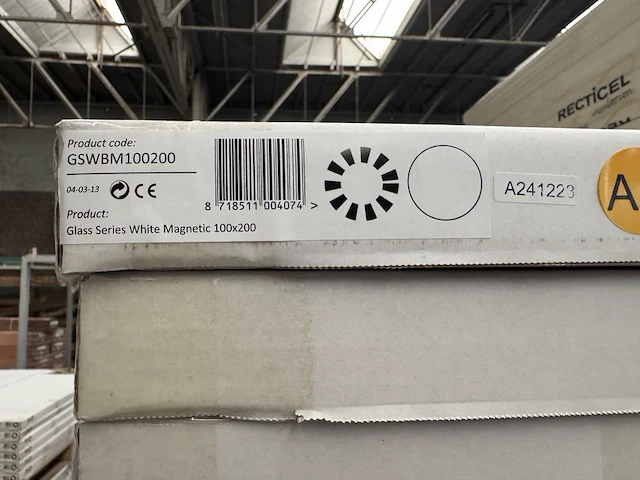 RECTICEL
Product code:
GSWBM100200
04-03-13 CE
8 718511 004074 >
Product:
Glass Series White Magnetic 100x200
A241223
A